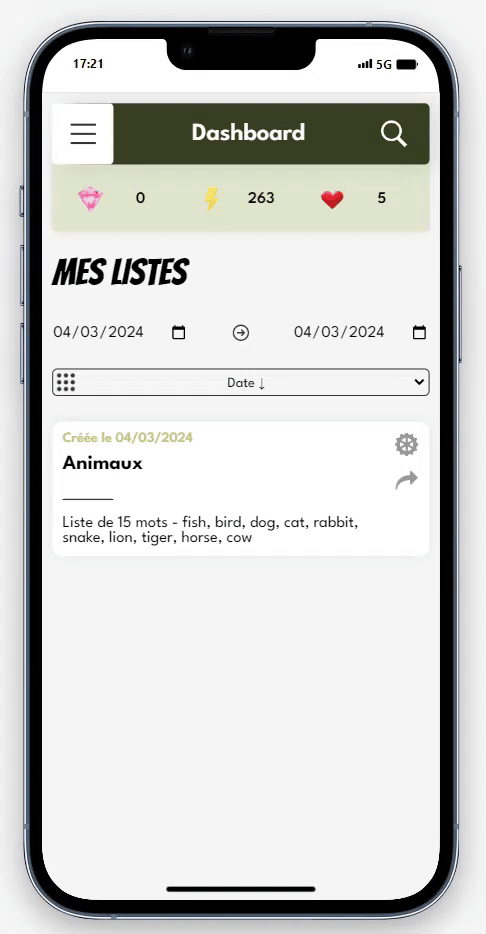 17:21 5G
Dashboard
0 263 5
MES LISTES
04/03/2024 04/03/2024
Date ↓
Créée le 04/03/2024
Animaux
Liste de 15 mots - fish, bird, dog, cat, rabbit,
snake, lion, tiger, horse, cow